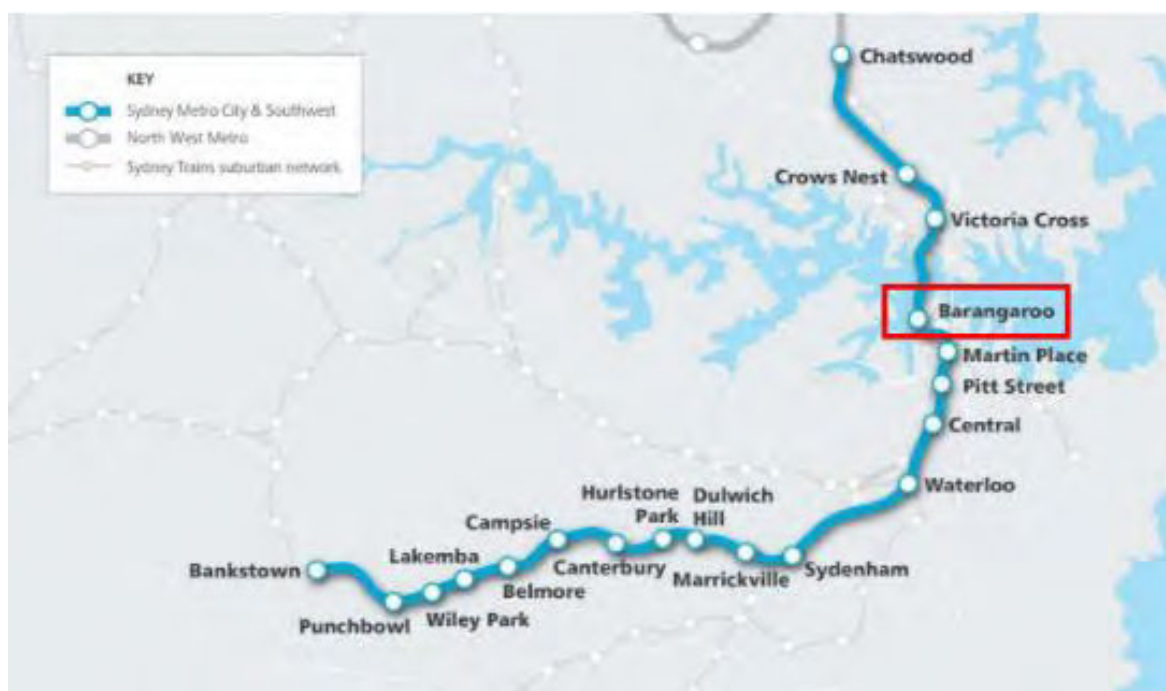 KEY
Sydney Metro City & Southwest
North West Metro
Sydney Trains suburban network
Chatswood
Crows Nest
Victoria Cross
Barangaroo
Martin Place
Pitt Street
Central
Waterloo
Hurlstone
Park
Dulwich
Hill
Campsie
Lakemba
Bankstown
Canterbury
Marrickville
Sydenham
Belmore
Wiley Park
Punchbowl